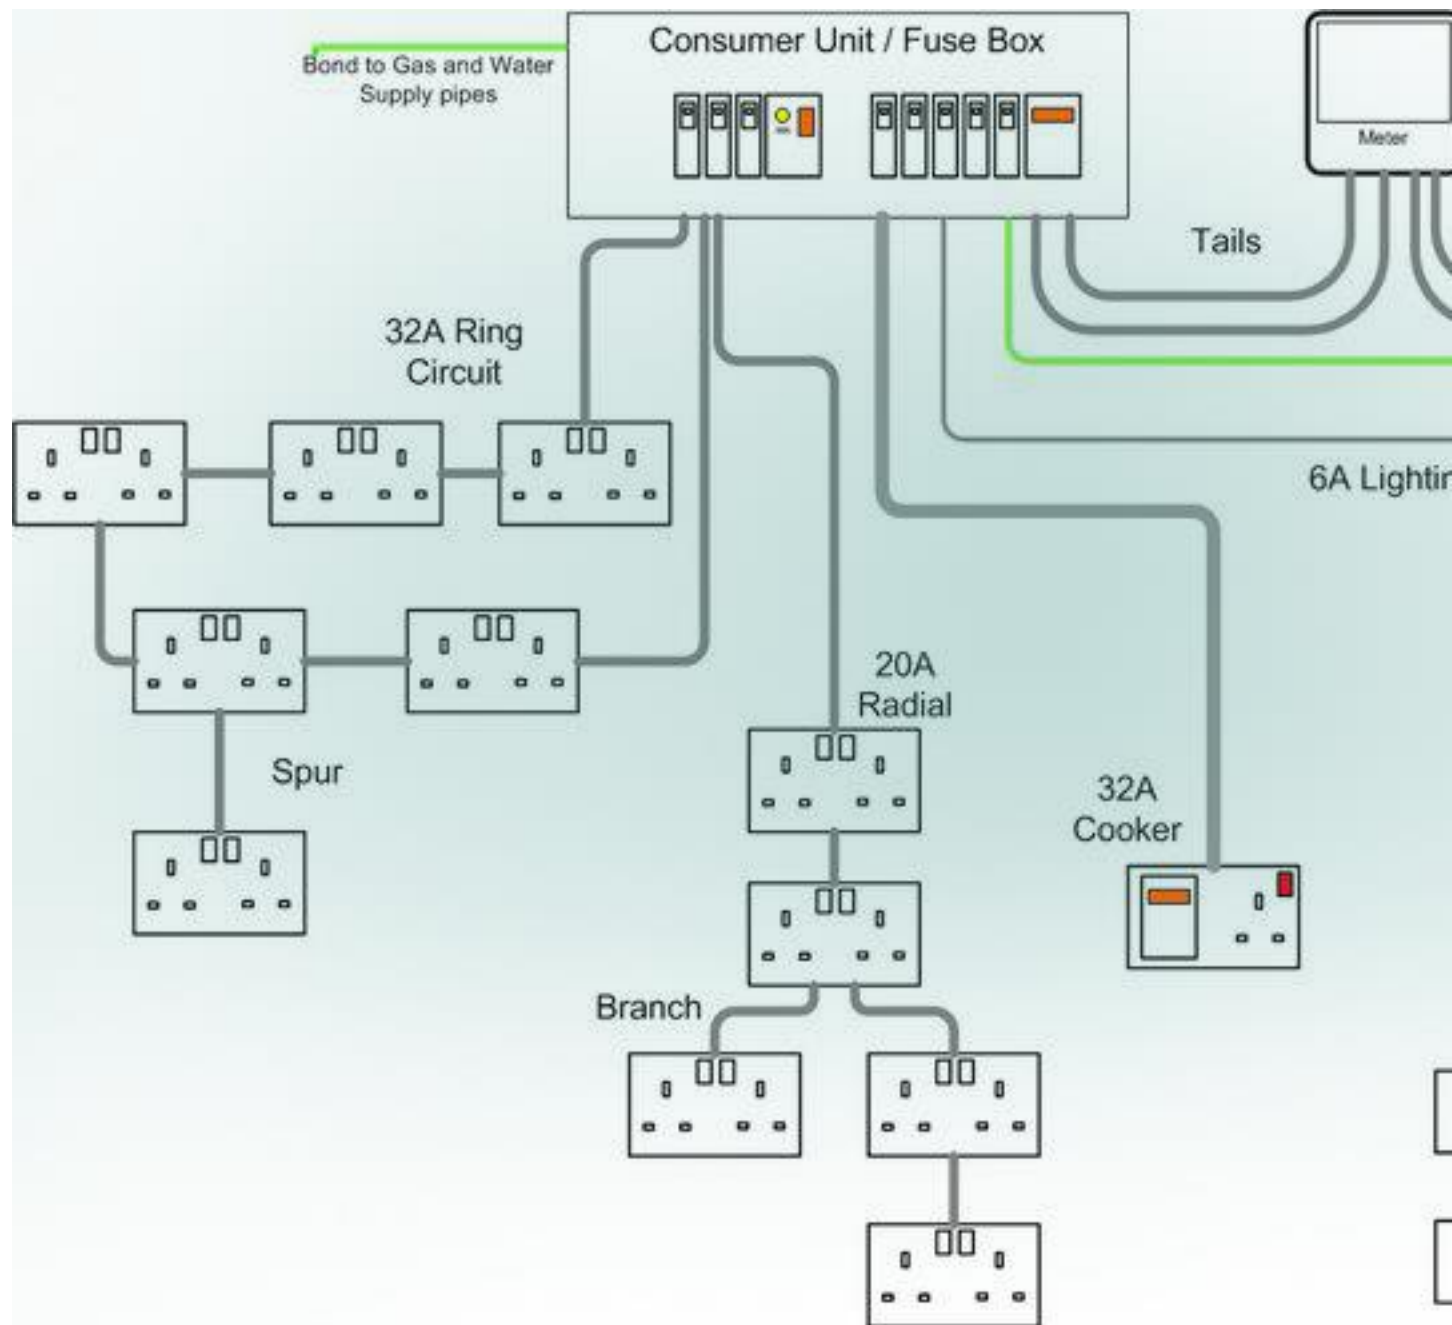 Consumer Unit / Fuse Box
Bond to Gas and Water
Supply pipes
Meter
Tails
32A Ring
Circuit
6A Lightin
20A
Radial
Spur
32A
Cooker
Branch